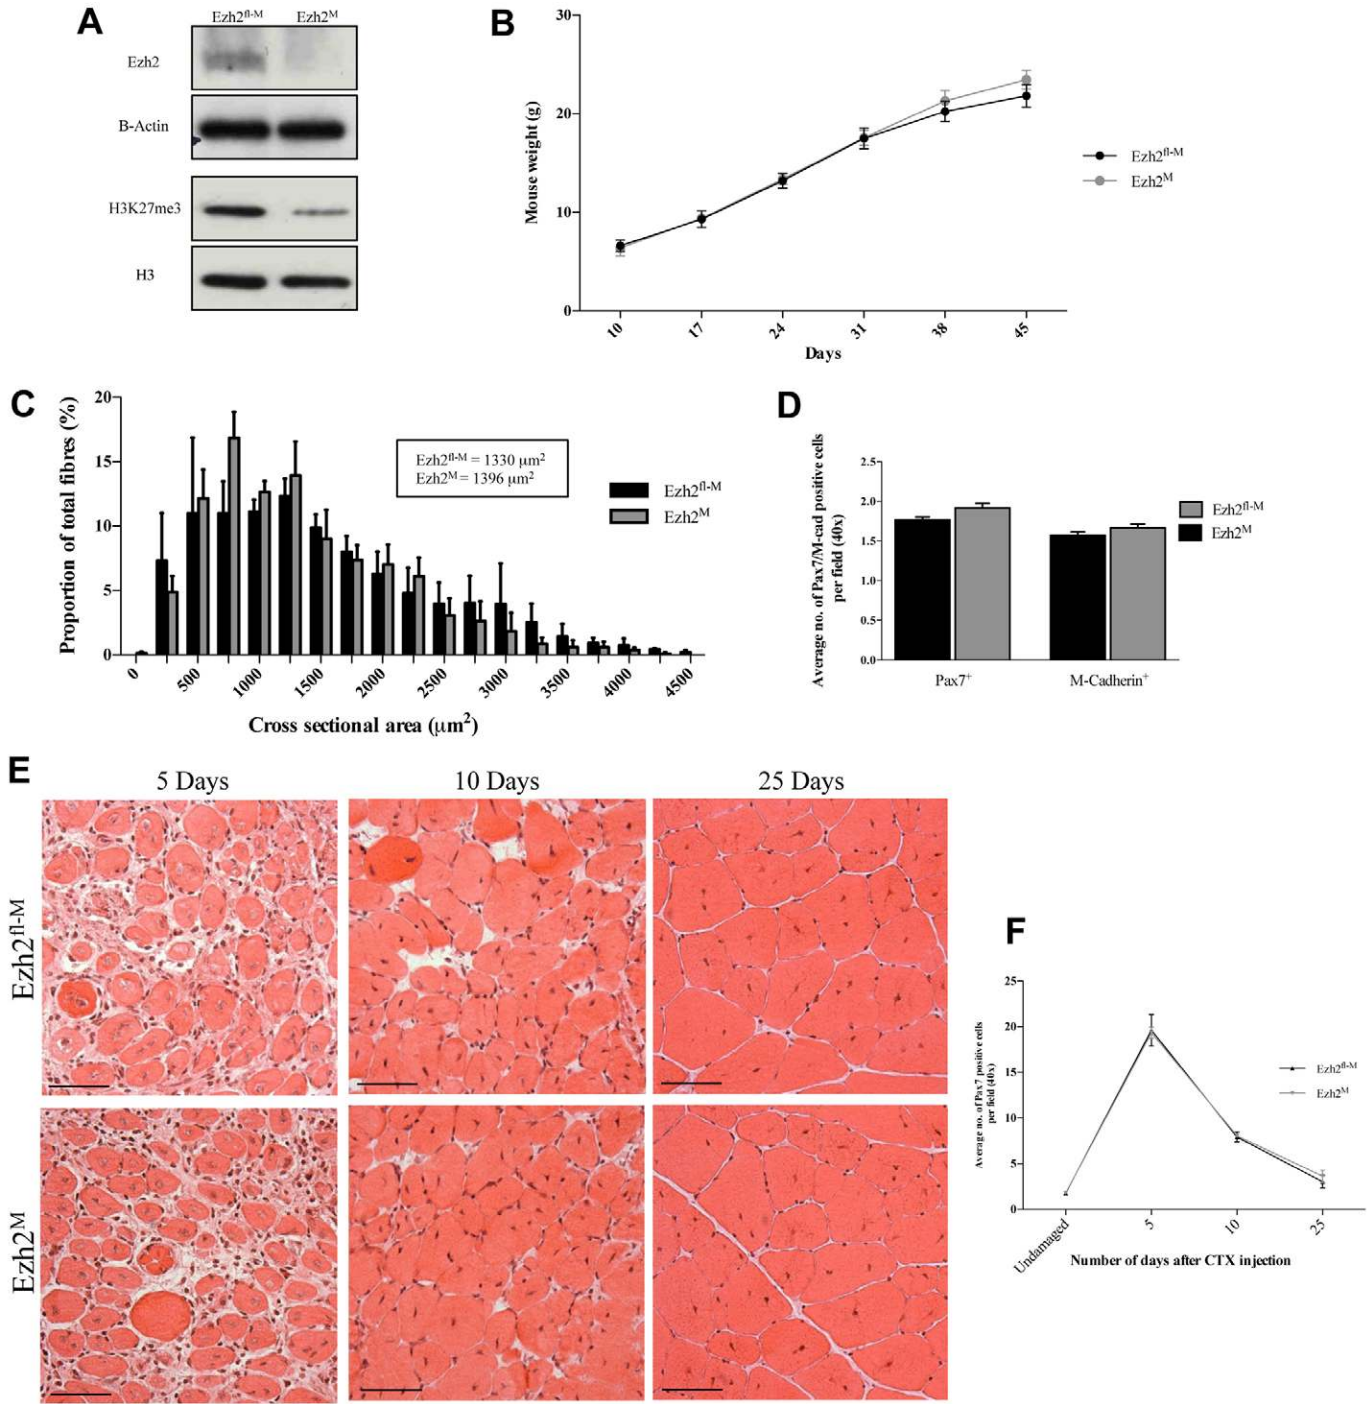 A
Ezh2fl-M
Ezh2M
Ezh2
B-Actin
H3K27me3
H3
B
30
20
10
0
Mouse weight (g)
10
17
24
31
38
45
Days
Ezh2fl-M
Ezh2M
C
20
15
10
5
0
Proportion of total fibres (%)
Ezh2fl-M = 1330 μm2
Ezh2M = 1396 μm2
Ezh2fl-M
Ezh2M
0
500
1000
1500
2000
2500
3000
3500
4000
4500
Cross sectional area (μm2)
D
Average no. of Pax7/M-cad positive cells
per field (40x)
2.5
2.0
1.5
1.0
0.5
0.0
Pax7+
M-Cadherin+
Ezh2fl-M
Ezh2M
E
5 Days
10 Days
25 Days
Ezh2fl-M
Ezh2M
F
Average no. of Pax7 positive cells
per field (40x)
25
20
15
10
5
0
Undamaged
5
10
25
Number of days after CTX injection
Ezh2fl-M
Ezh2M